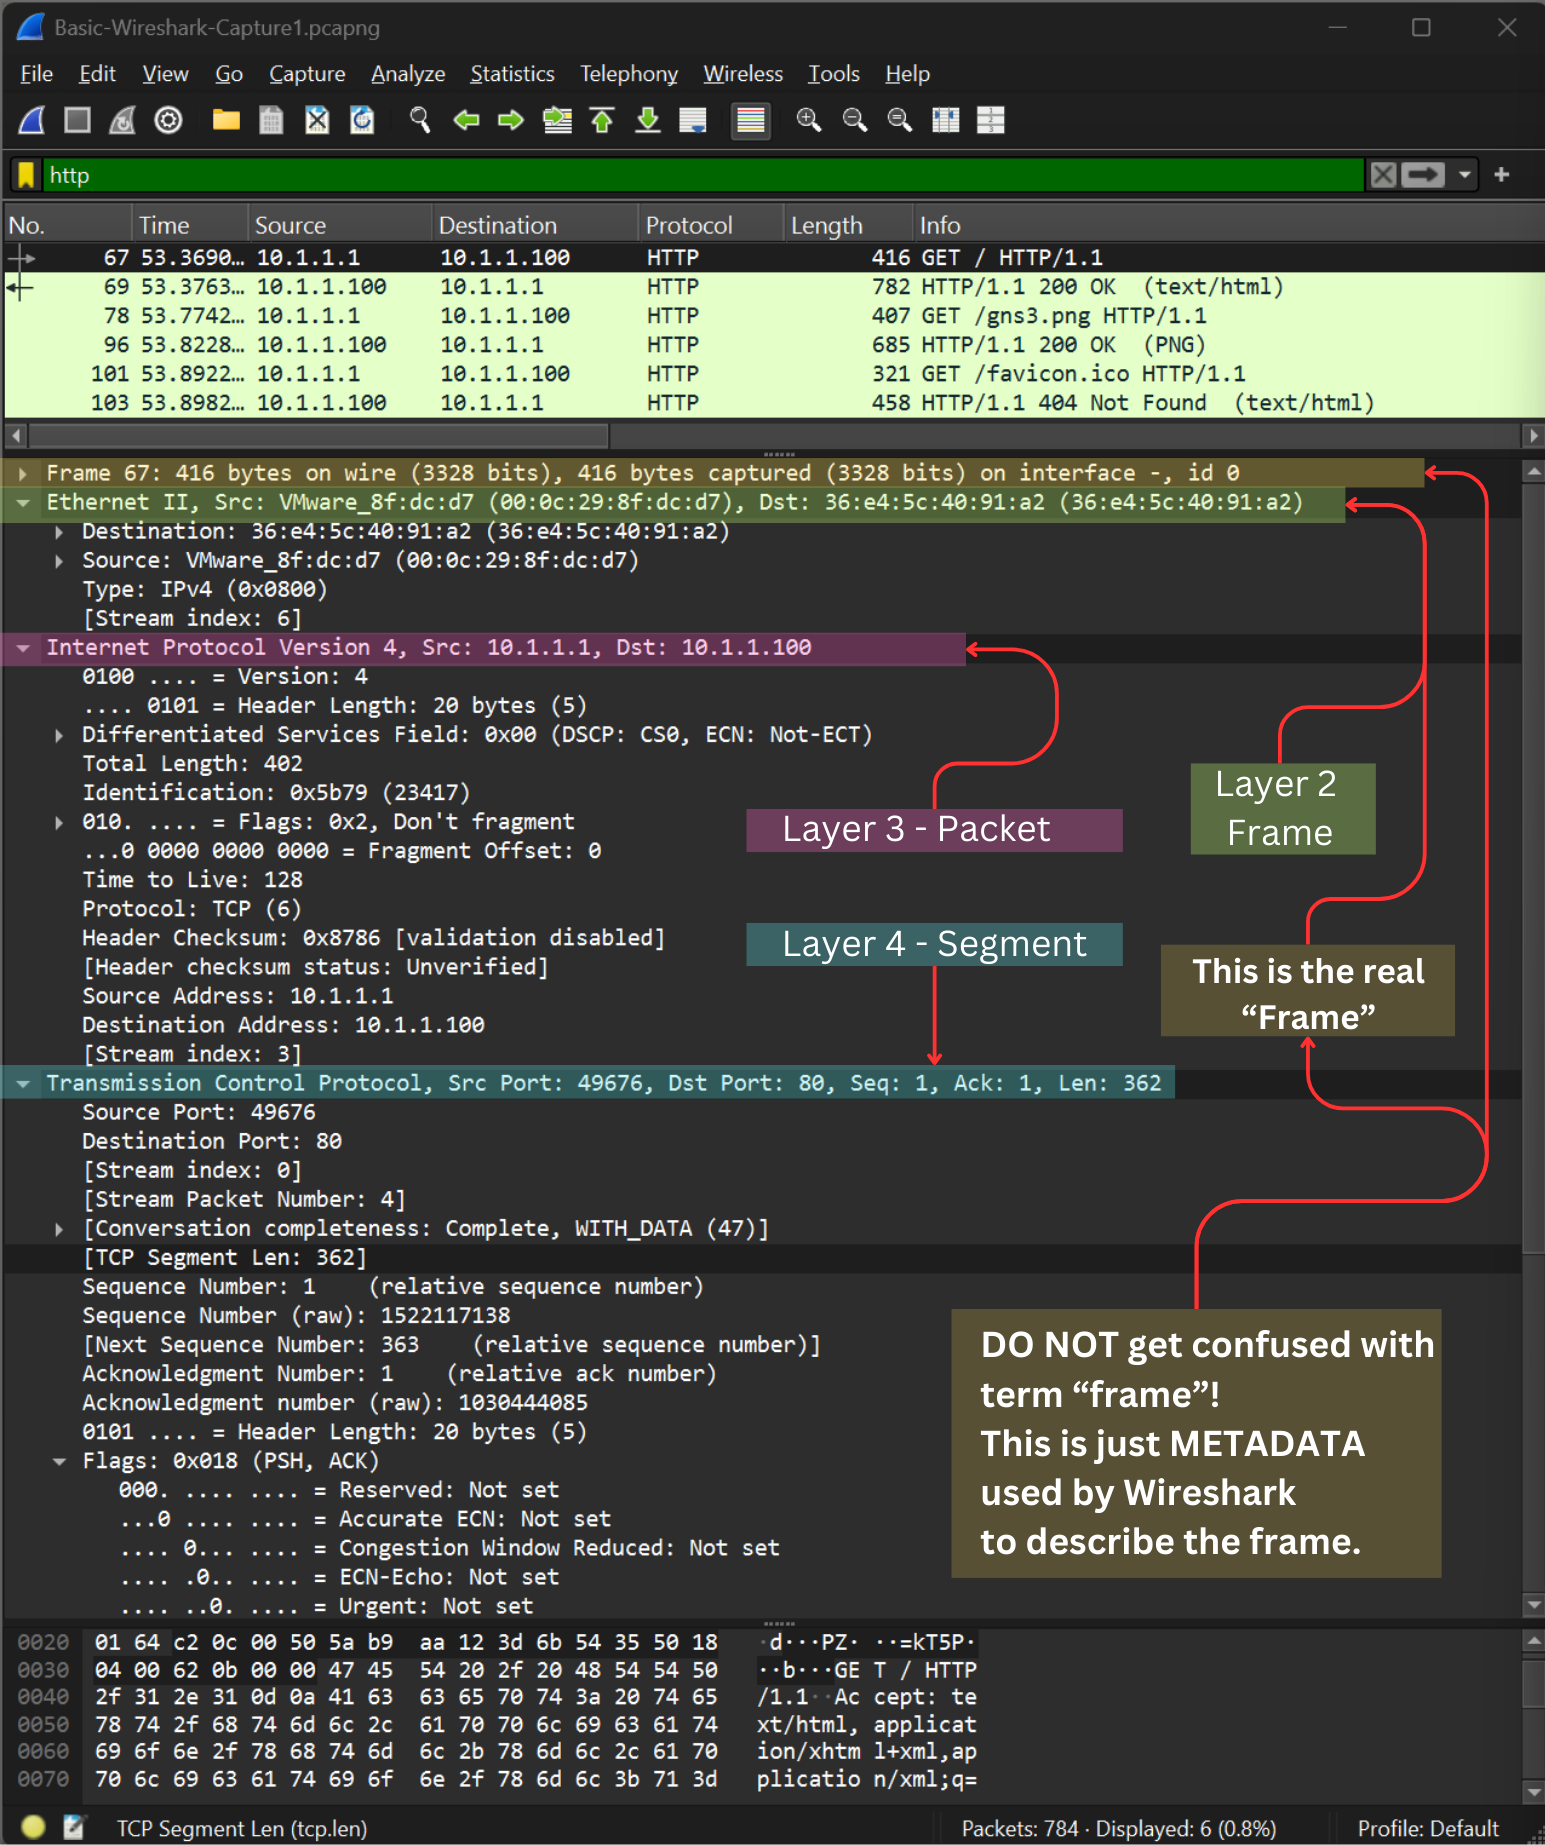 Basic-Wireshark-Capture1.pcapng
File Edit View Go Capture Analyze Statistics Telephony Wireless Tools Help
http
No. Time Source Destination Protocol Length Info
67 53.3690… 10.1.1.1 10.1.1.100 HTTP 416 GET / HTTP/1.1
69 53.3763… 10.1.1.100 10.1.1.1 HTTP 782 HTTP/1.1 200 OK (text/html)
78 53.7742… 10.1.1.1 10.1.1.100 HTTP 407 GET /gns3.png HTTP/1.1
96 53.8228… 10.1.1.100 10.1.1.1 HTTP 685 HTTP/1.1 200 OK (PNG)
101 53.8922… 10.1.1.1 10.1.1.100 HTTP 321 GET /favicon.ico HTTP/1.1
103 53.8982… 10.1.1.100 10.1.1.1 HTTP 458 HTTP/1.1 404 Not Found (text/html)
Frame 67: 416 bytes on wire (3328 bits), 416 bytes captured (3328 bits) on interface -, id 0
Ethernet II, Src: VMware_8f:dc:d7 (00:0c:29:8f:dc:d7), Dst: 36:e4:5c:40:91:a2 (36:e4:5c:40:91:a2)
Destination: 36:e4:5c:40:91:a2 (36:e4:5c:40:91:a2)
Source: VMware_8f:dc:d7 (00:0c:29:8f:dc:d7)
Type: IPv4 (0x0800)
[Stream index: 6]
Internet Protocol Version 4, Src: 10.1.1.1, Dst: 10.1.1.100
0100 .... = Version: 4
.... 0101 = Header Length: 20 bytes (5)
Differentiated Services Field: 0x00 (DSCP: CS0, ECN: Not-ECT)
Total Length: 402
Identification: 0x5b79 (23417)
010. .... = Flags: 0x2, Don't fragment
...0 0000 0000 0000 = Fragment Offset: 0
Time to Live: 128
Protocol: TCP (6)
Header Checksum: 0x8786 [validation disabled]
[Header checksum status: Unverified]
Source Address: 10.1.1.1
Destination Address: 10.1.1.100
[Stream index: 3]
Layer 2
Frame
Layer 3 - Packet
Layer 4 - Segment
This is the real
“Frame”
Transmission Control Protocol, Src Port: 49676, Dst Port: 80, Seq: 1, Ack: 1, Len: 362
Source Port: 49676
Destination Port: 80
[Stream index: 0]
[Stream Packet Number: 4]
[Conversation completeness: Complete, WITH_DATA (47)]
[TCP Segment Len: 362]
Sequence Number: 1 (relative sequence number)
Sequence Number (raw): 1522117138
[Next Sequence Number: 363 (relative sequence number)]
Acknowledgment Number: 1 (relative ack number)
Acknowledgment number (raw): 1030444085
0101 .... = Header Length: 20 bytes (5)
Flags: 0x018 (PSH, ACK)
000. .... .... = Reserved: Not set
...0 .... .... = Accurate ECN: Not set
.... 0... .... = Congestion Window Reduced: Not set
.... .0.. .... = ECN-Echo: Not set
.... ..0. .... = Urgent: Not set
DO NOT get confused with
term “frame”!
This is just METADATA
used by Wireshark
to describe the frame.
0020 01 64 c2 0c 00 50 5a b9 aa 12 3d 6b 54 35 50 18 ·d···PZ· ··=kT5P·
0030 04 00 62 0b 00 00 47 45 54 20 2f 20 48 54 54 50 ··b···GE T / HTTP
0040 2f 31 2e 31 0d 0a 41 63 63 65 70 74 3a 20 74 65 /1.1··Ac cept: te
0050 78 74 2f 68 74 6d 6c 2c 61 70 70 6c 69 63 61 74 xt/html, applicat
0060 69 6f 6e 2f 78 68 74 6d 6c 2b 78 6d 6c 2c 61 70 ion/xhtm l+xml,ap
0070 70 6c 69 63 61 74 69 6f 6e 2f 78 6d 6c 3b 71 3d plicatio n/xml;q=
TCP Segment Len (tcp.len) Packets: 784 · Displayed: 6 (0.8%) Profile: Default